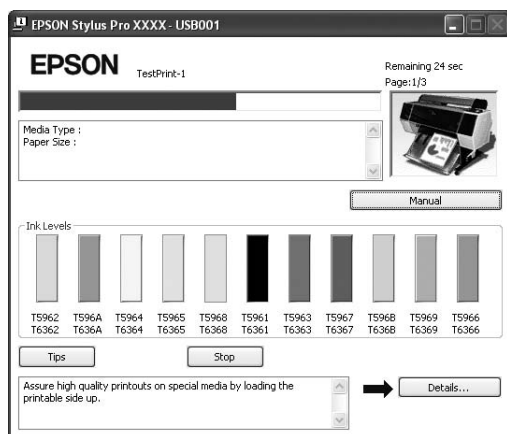 EPSON Stylus Pro XXXX - USB001
EPSON
TestPrint-1
Remaining 24 sec
Page:1/3
Media Type :
Paper Size :
Manual
Ink Levels
T5962 T596A T5964 T5965 T5968 T5961 T5963 T5967 T596B T5969 T5966
T6362 T636A T6364 T6365 T6368 T6361 T6363 T6367 T636B T6369 T6366
Tips
Stop
Assure high quality printouts on special media by loading the
printable side up.
Details...